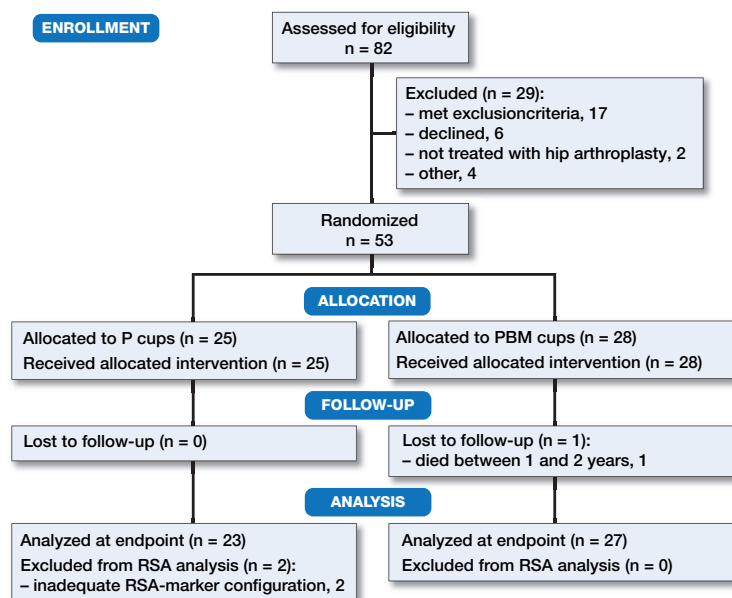 ENROLLMENT
Assessed for eligibility
n = 82
Excluded (n = 29):
– met exclusioncriteria, 17
– declined, 6
– not treated with hip arthroplasty, 2
– other, 4
Randomized
n = 53
ALLOCATION
Allocated to P cups (n = 25)
Received allocated intervention (n = 25)
Allocated to PBM cups (n = 28)
Received allocated intervention (n = 28)
FOLLOW-UP
Lost to follow-up (n = 0)
Lost to follow-up (n = 1):
– died between 1 and 2 years, 1
ANALYSIS
Analyzed at endpoint (n = 23)
Excluded from RSA analysis (n = 2):
– inadequate RSA-marker configuration, 2
Analyzed at endpoint (n = 27)
Excluded from RSA analysis (n = 0)